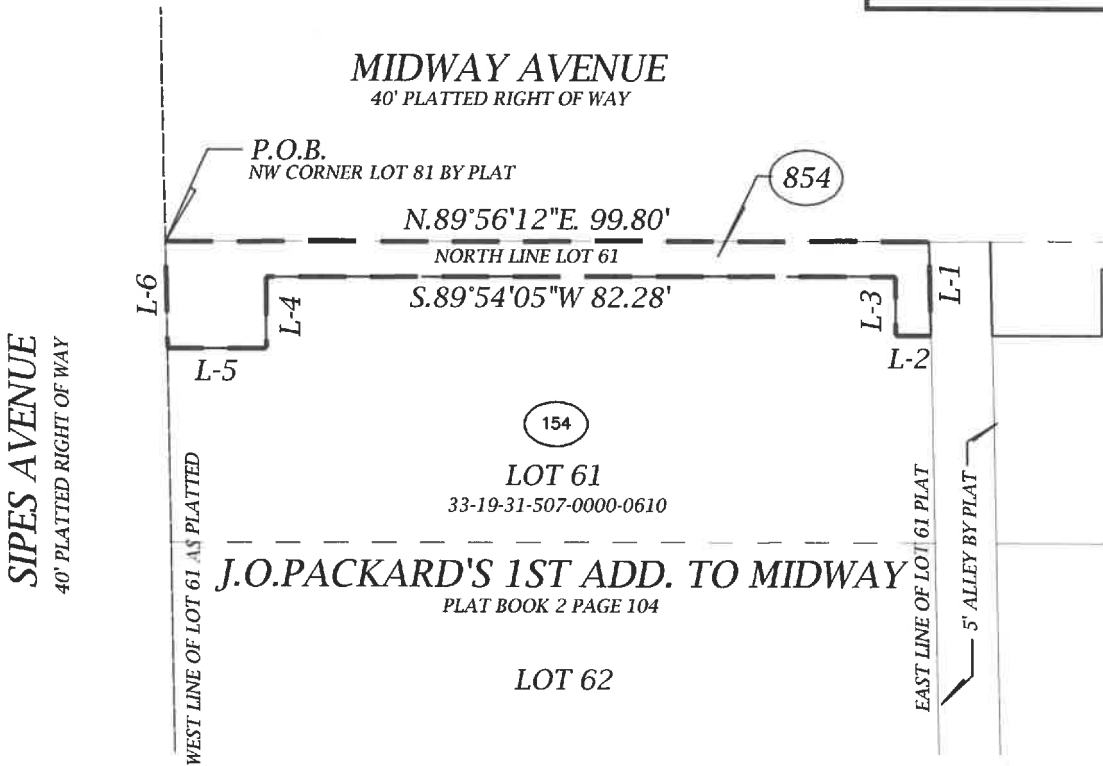 MIDWAY AVENUE
40' PLATTED RIGHT OF WAY
P.O.B.
NW CORNER LOT 81 BY PLAT
854
N.89°56'12"E. 99.80'
NORTH LINE LOT 61
S.89°54'05"W 82.28'
L-6
L-4
L-3
L-1
L-5
L-2
SIPES AVENUE
40' PLATTED RIGHT OF WAY
154
LOT 61
33-19-31-507-0000-0610
WEST LINE OF LOT 61 AS PLATTED
EAST LINE OF LOT 61 PLAT
5' ALLEY BY PLAT
J.O.PACKARD'S 1ST ADD. TO MIDWAY
PLAT BOOK 2 PAGE 104
LOT 62